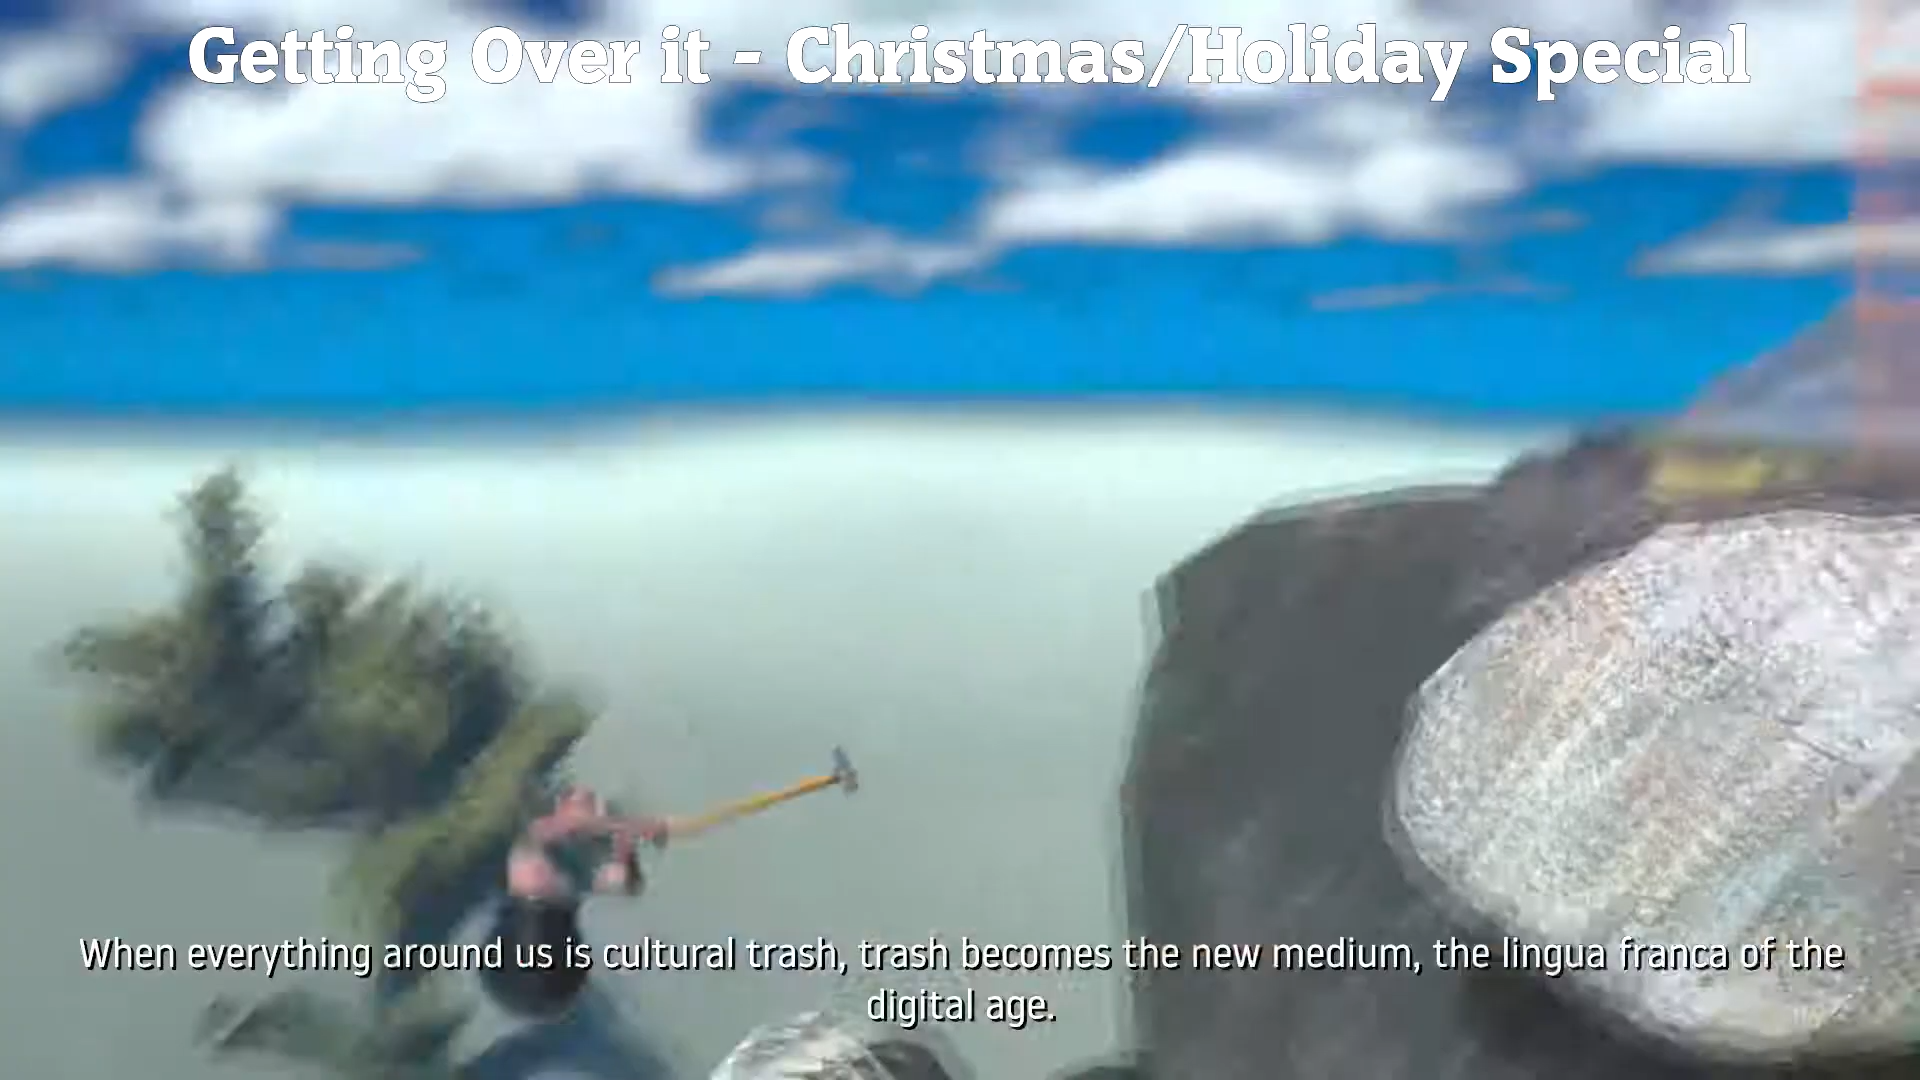 Getting Over it - Christmas/Holiday Special
When everything around us is cultural trash, trash becomes the new medium, the lingua franca of the
digital age.